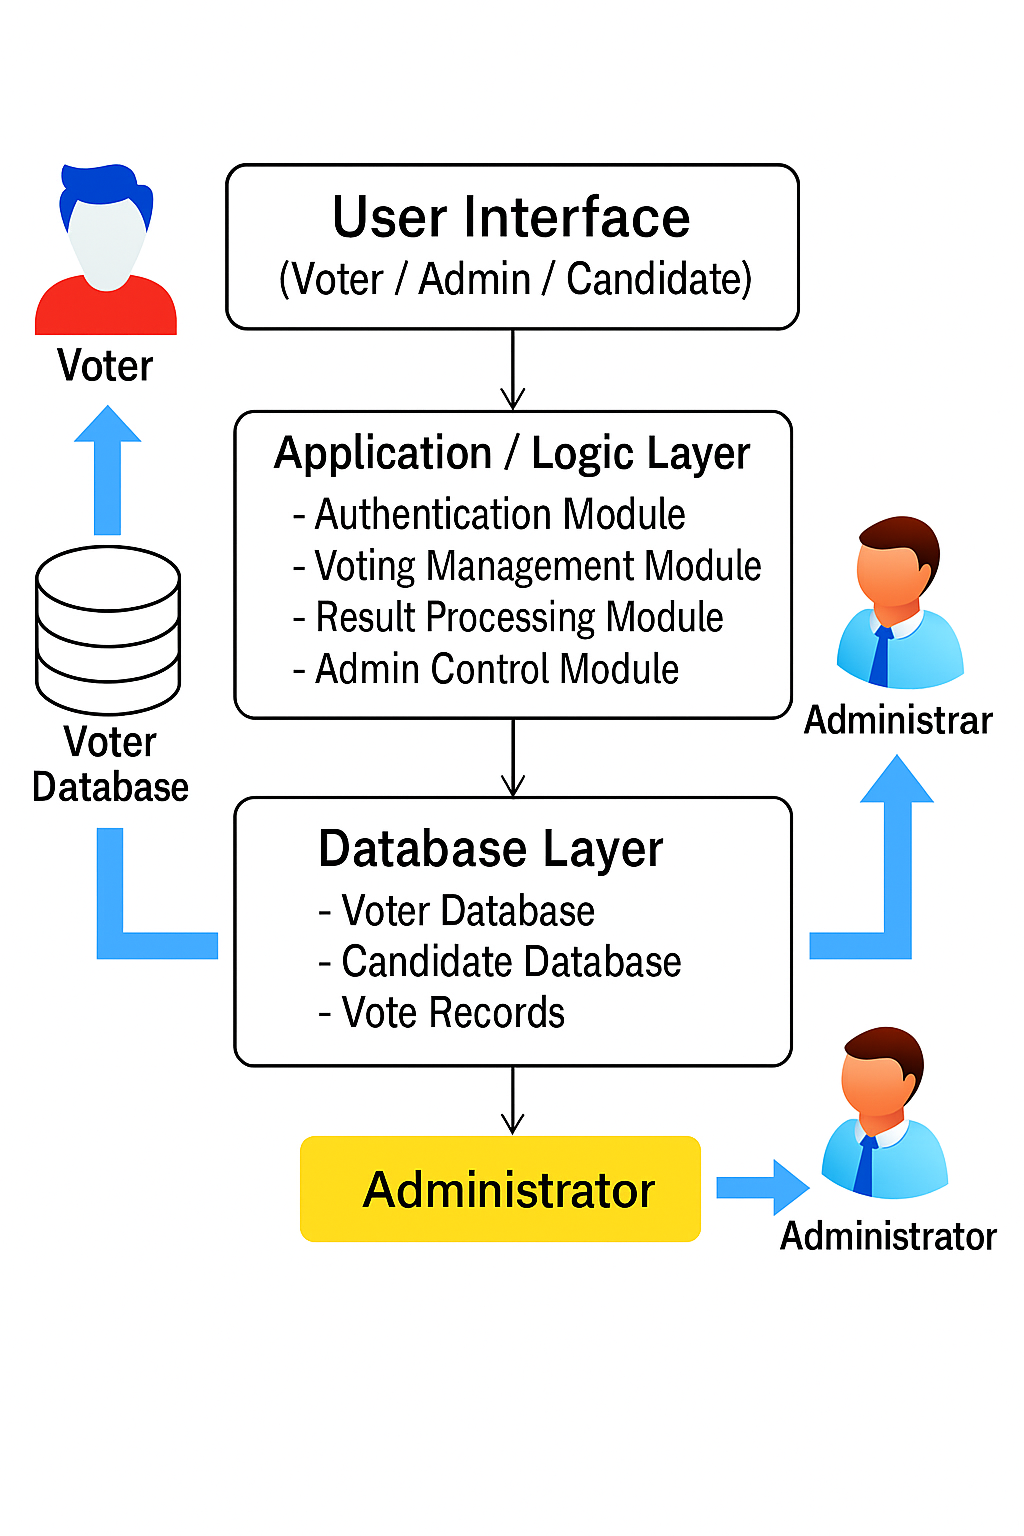 User Interface
(Voter / Admin / Candidate)
Voter
Application / Logic Layer
- Authentication Module
- Voting Management Module
- Result Processing Module
- Admin Control Module
Voter
Database
Administrar
Database Layer
- Voter Database
- Candidate Database
- Vote Records
Administrator
Administrator